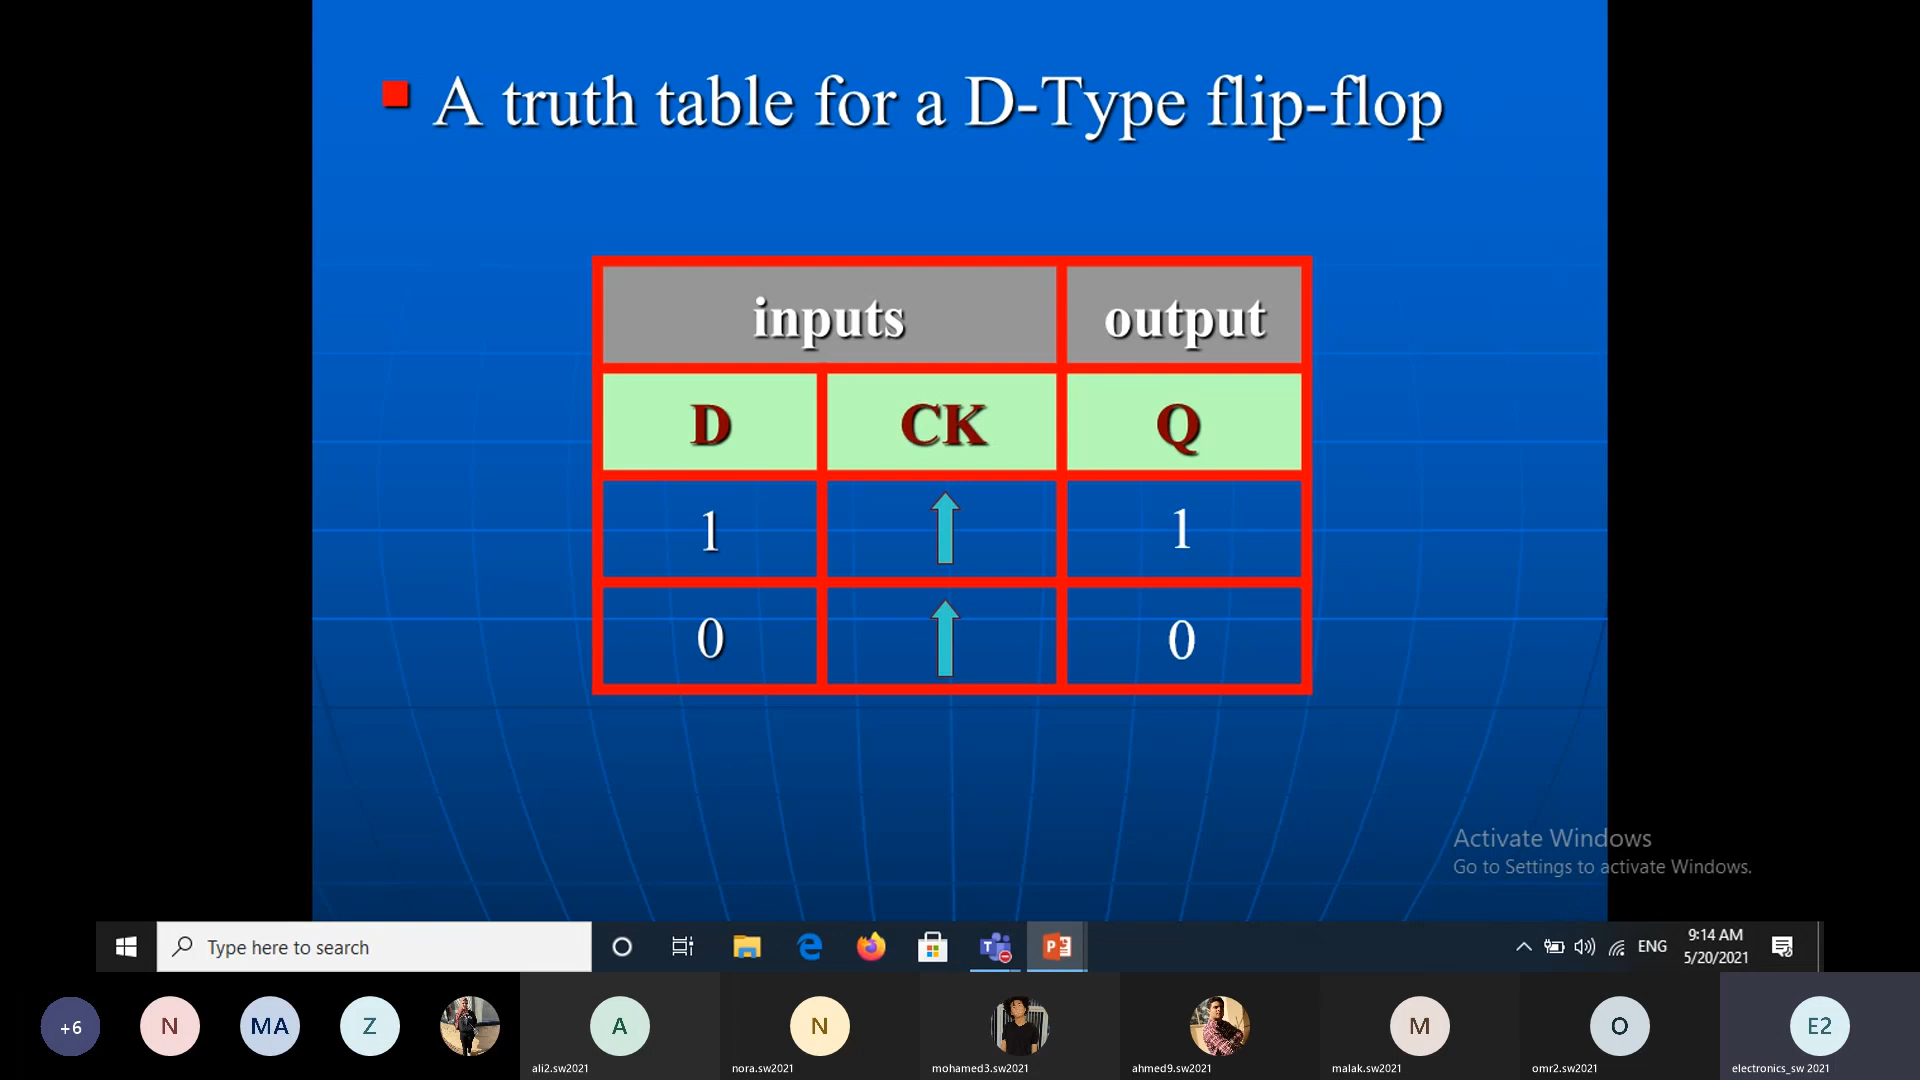 A truth table for a D-Type flip-flop
inputs output
D CK Q
1 1
0 0
Activate Windows
Go to Settings to activate Windows.
Type here to search
ENG
9:14 AM
5/20/2021
+6 N MA Z A N M O E2
ali2.sw2021 nora.sw2021 mohamed3.sw2021 ahmed9.sw2021 malak.sw2021 omr2.sw2021 electronics_sw 2021